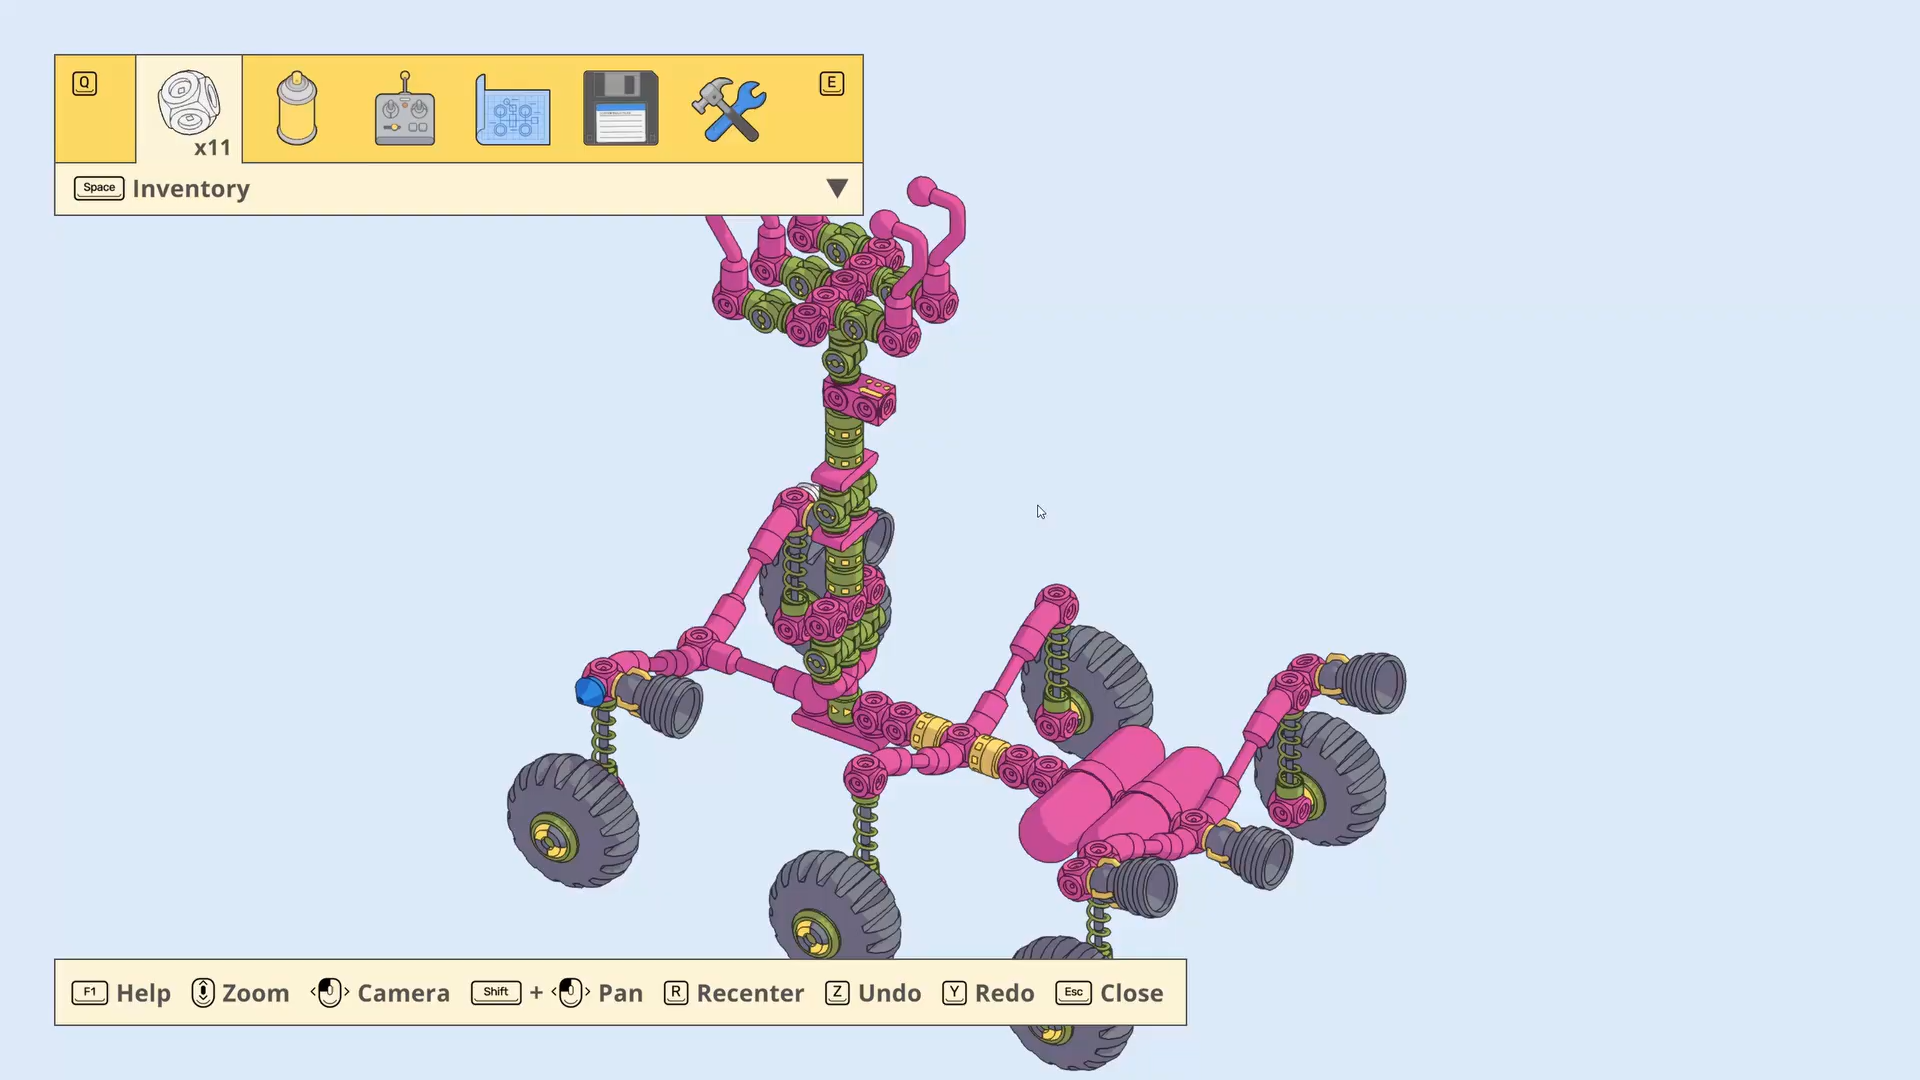 Q
E
x11
Space Inventory
F1 Help Zoom Camera Shift + Pan R Recenter Z Undo Y Redo Esc Close